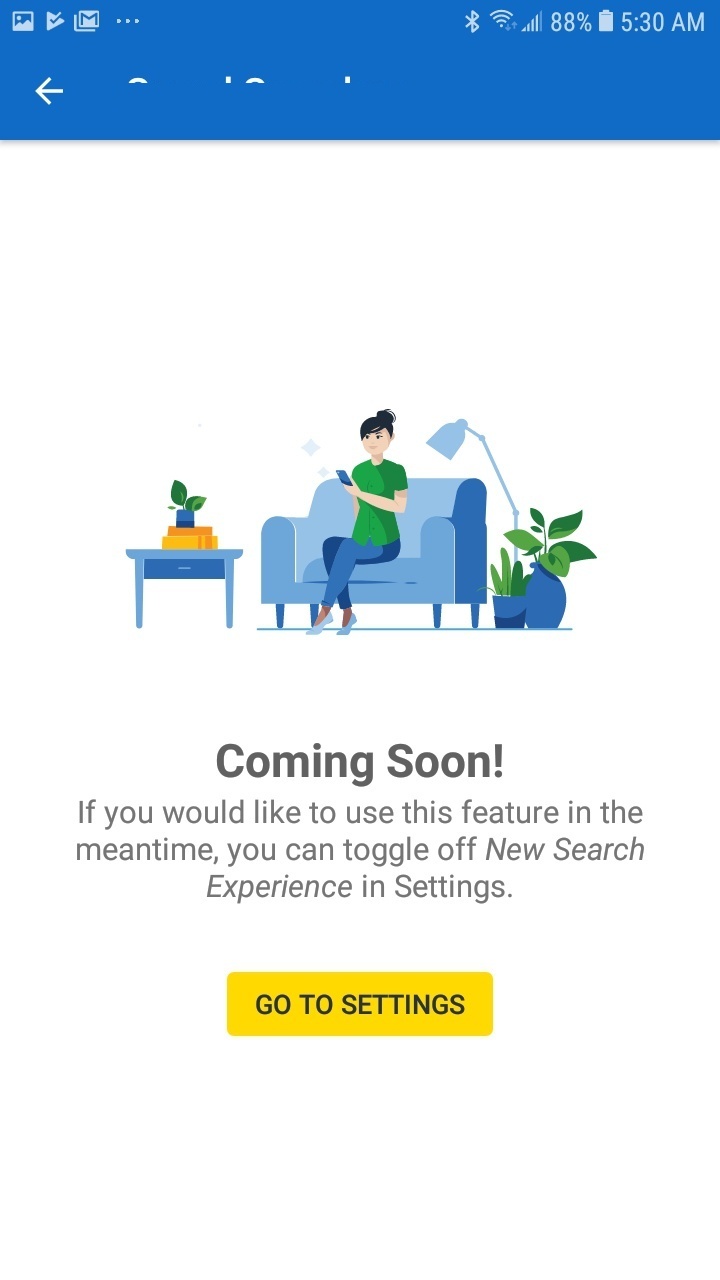 88% 5:30 AM
Coming Soon!
If you would like to use this feature in the
meantime, you can toggle off New Search
Experience in Settings.
GO TO SETTINGS